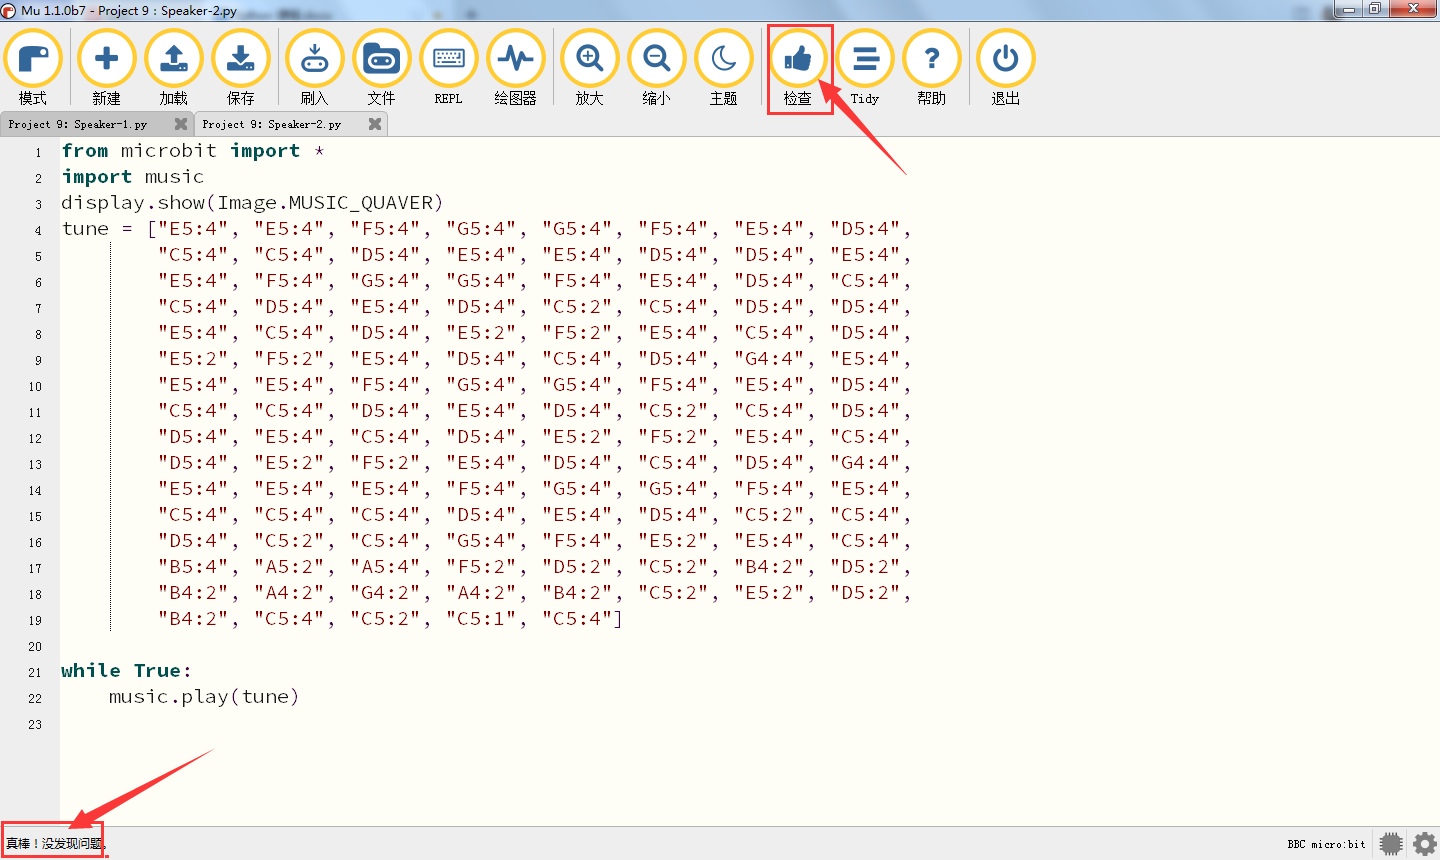 Mu 1.1.0b7 - Project 9：Speaker-2.py
模式 新建 加载 保存 刷入 文件 REPL 绘图器 放大 缩小 主题 检查 Tidy 帮助 退出
Project 9：Speaker-1.py Project 9：Speaker-2.py
1 from microbit import *
2 import music
3 display.show(Image.MUSIC_QUAVER)
4 tune = ["E5:4", "E5:4", "F5:4", "G5:4", "G5:4", "F5:4", "E5:4", "D5:4",
5 "C5:4", "C5:4", "D5:4", "E5:4", "E5:4", "D5:4", "D5:4", "E5:4",
6 "E5:4", "F5:4", "G5:4", "G5:4", "F5:4", "E5:4", "D5:4", "C5:4",
7 "C5:4", "D5:4", "E5:4", "D5:4", "C5:2", "C5:4", "D5:4", "D5:4",
8 "E5:4", "C5:4", "D5:4", "E5:2", "F5:2", "E5:4", "C5:4", "D5:4",
9 "E5:2", "F5:2", "E5:4", "D5:4", "C5:4", "D5:4", "G4:4", "E5:4",
10 "E5:4", "E5:4", "F5:4", "G5:4", "G5:4", "F5:4", "E5:4", "D5:4",
11 "C5:4", "C5:4", "D5:4", "E5:4", "D5:4", "C5:2", "C5:4", "D5:4",
12 "D5:4", "E5:4", "C5:4", "D5:4", "E5:2", "F5:2", "E5:4", "C5:4",
13 "D5:4", "E5:2", "F5:2", "E5:4", "D5:4", "C5:4", "D5:4", "G4:4",
14 "E5:4", "E5:4", "E5:4", "F5:4", "G5:4", "G5:4", "F5:4", "E5:4",
15 "C5:4", "C5:4", "C5:4", "D5:4", "E5:4", "D5:4", "C5:2", "C5:4",
16 "D5:4", "C5:2", "C5:4", "G5:4", "F5:4", "E5:2", "E5:4", "C5:4",
17 "B5:4", "A5:2", "A5:4", "F5:2", "D5:2", "C5:2", "B4:2", "D5:2",
18 "B4:2", "A4:2", "G4:2", "A4:2", "B4:2", "C5:2", "E5:2", "D5:2",
19 "B4:2", "C5:4", "C5:2", "C5:1", "C5:4"]
20
21 while True:
22 music.play(tune)
23
真棒！没发现问题。
BBC micro:bit